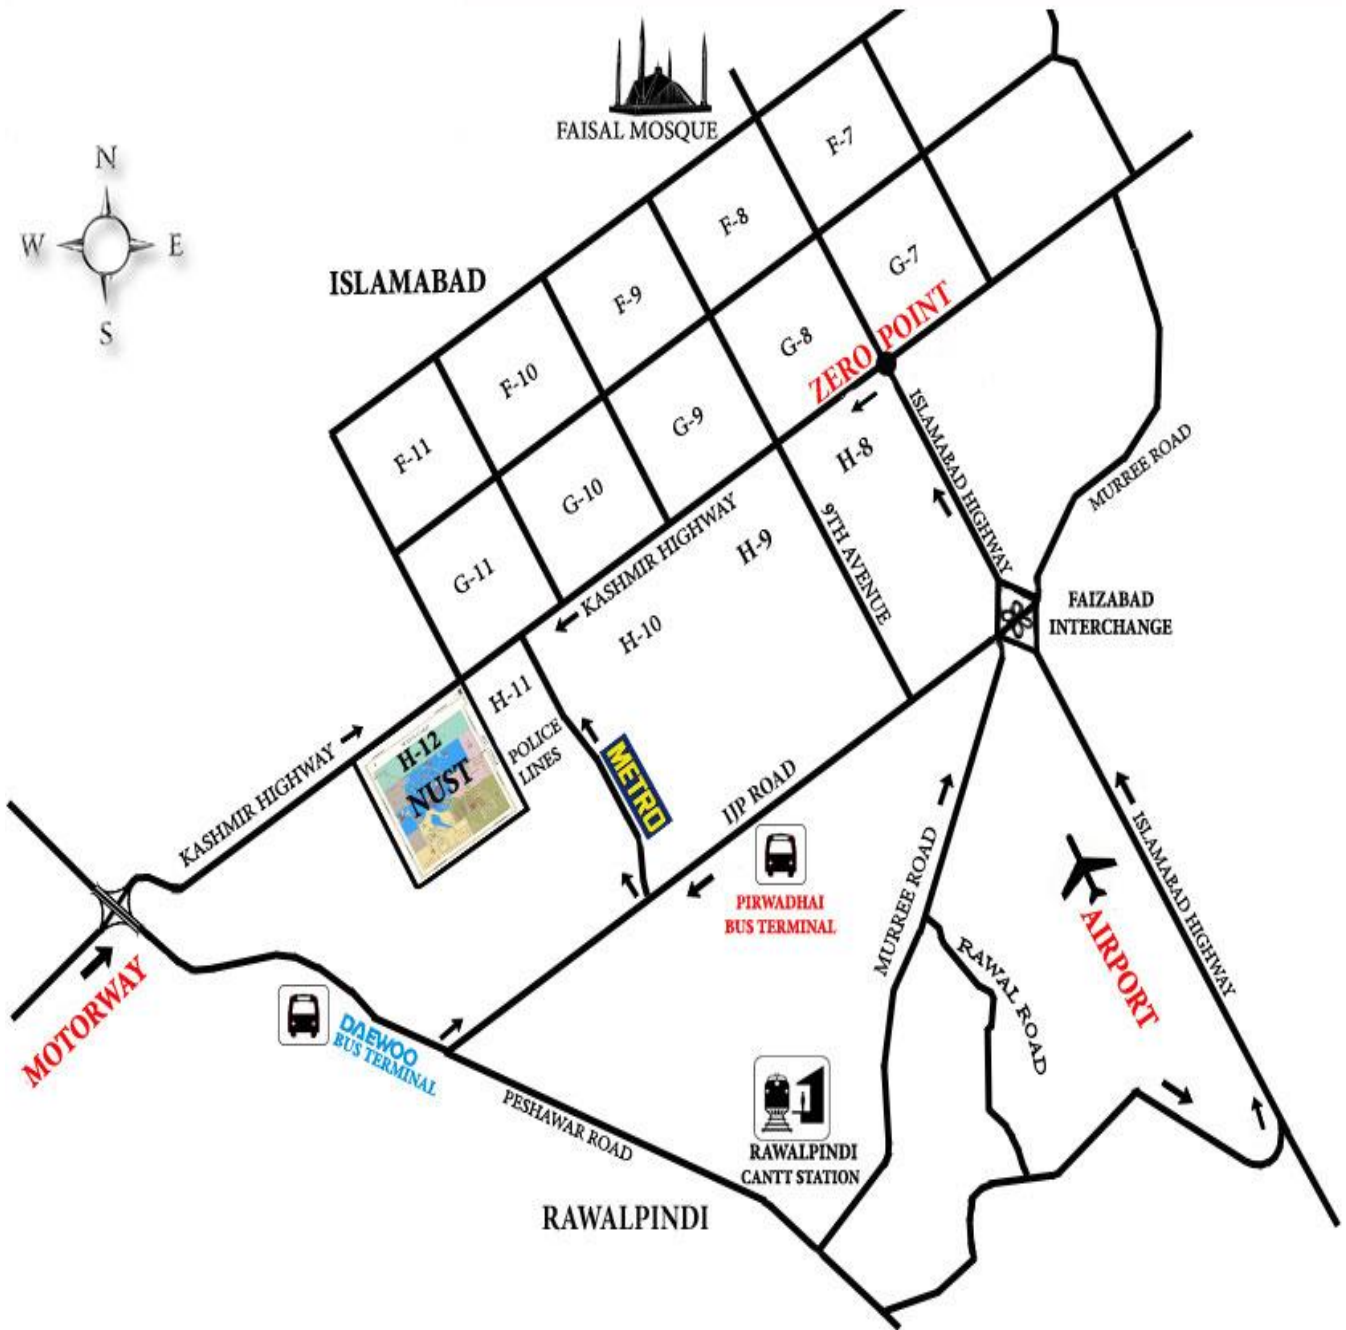 FAISAL MOSQUE
N
W
E
S
ISLAMABAD
F-7
F-8
F-9
F-10
F-11
G-7
G-8
G-9
G-10
G-11
ZERO POINT
H-8
H-9
H-10
H-11
H-12
NUST
POLICE
LINES
KASHMIR HIGHWAY
KASHMIR HIGHWAY
9TH AVENUE
ISLAMABAD HIGHWAY
MURREE ROAD
FAIZABAD
INTERCHANGE
METRO
IJP ROAD
PIRWADHAI
BUS TERMINAL
MURREE ROAD
RAWAL ROAD
AIRPORT
ISLAMABAD HIGHWAY
MOTORWAY
DAEWOO
BUS TERMINAL
PESHAWAR ROAD
RAWALPINDI
CANTT STATION
RAWALPINDI